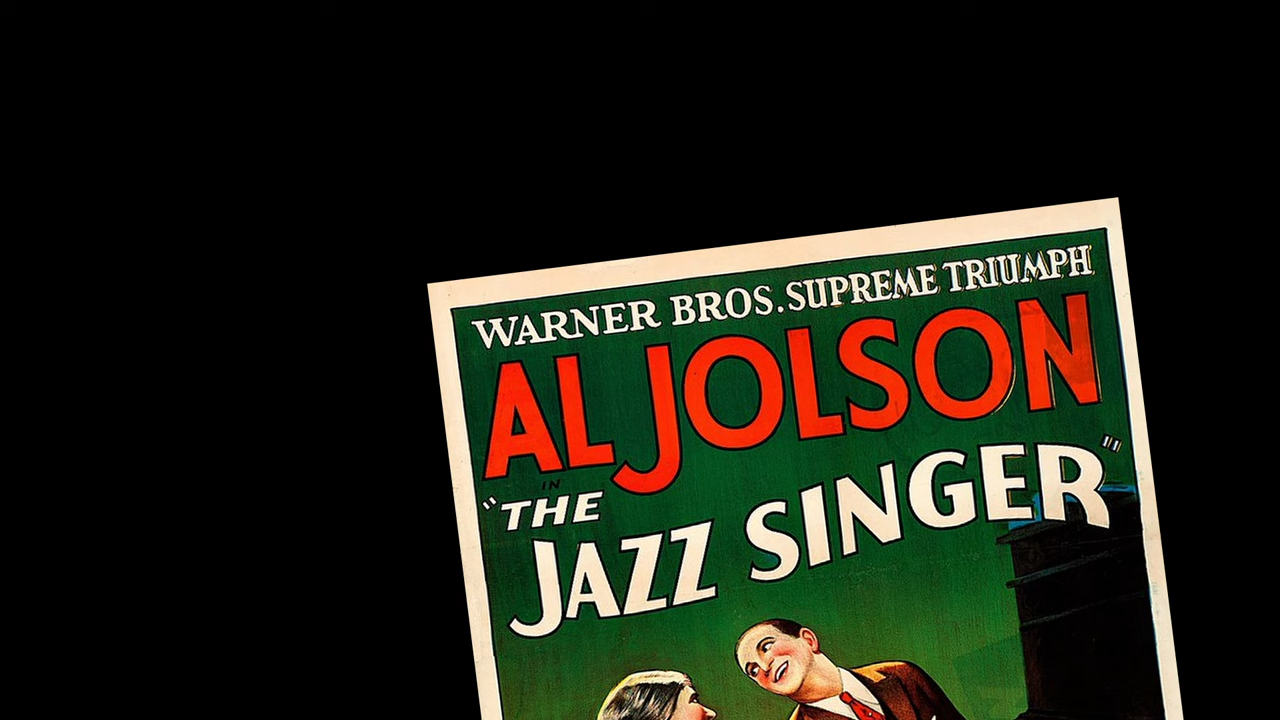 WARNER BROS. SUPREME TRIUMPH
AL JOLSON
IN
"THE
JAZZ SINGER"